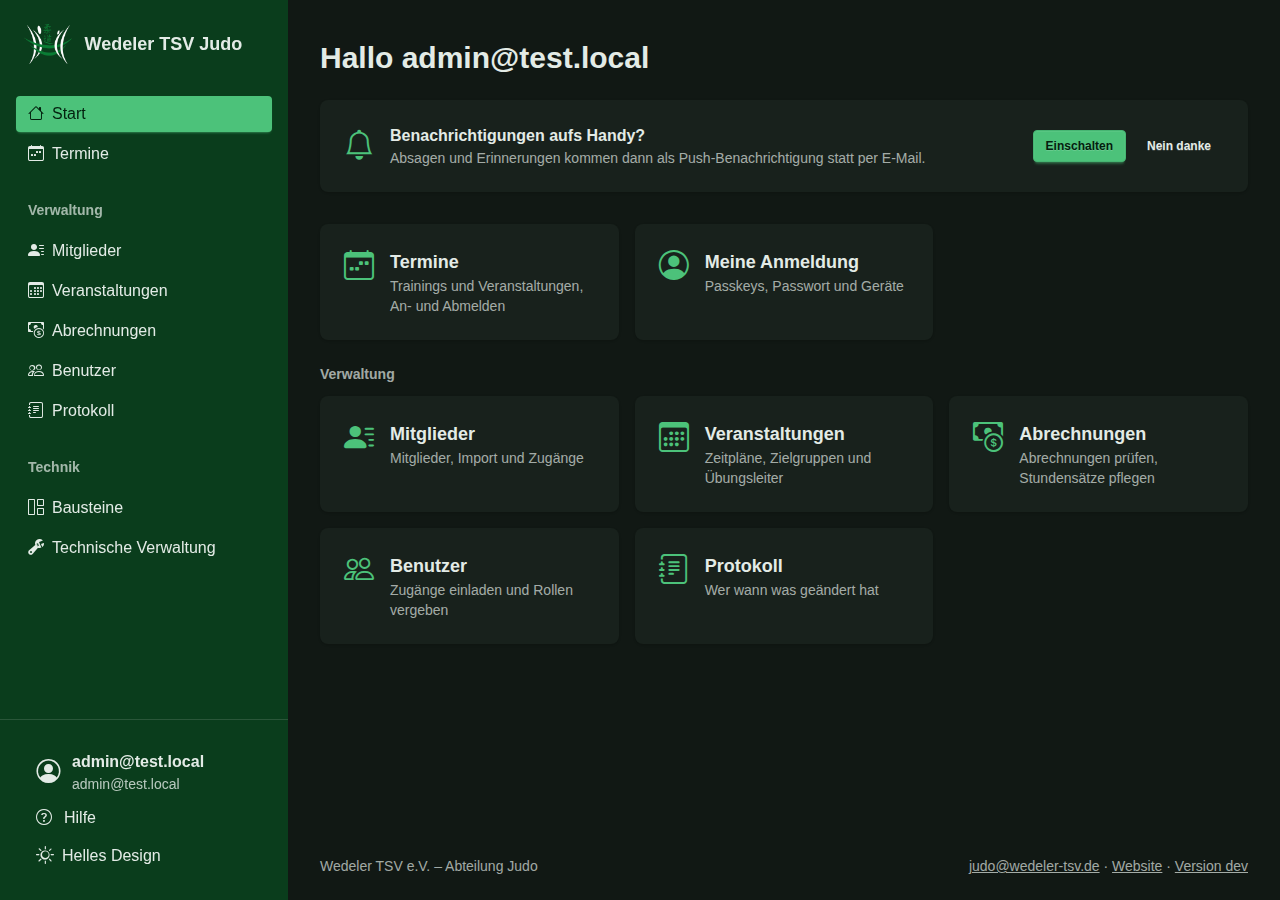 Wedeler TSV Judo
Start
Termine
Verwaltung
Mitglieder
Veranstaltungen
Abrechnungen
Benutzer
Protokoll
Technik
Bausteine
Technische Verwaltung
admin@test.local
admin@test.local
Hilfe
Helles Design
Hallo admin@test.local
Benachrichtigungen aufs Handy?
Absagen und Erinnerungen kommen dann als Push-Benachrichtigung statt per E-Mail.
Einschalten
Nein danke
Termine
Trainings und Veranstaltungen,
An- und Abmelden
Meine Anmeldung
Passkeys, Passwort und Geräte
Verwaltung
Mitglieder
Mitglieder, Import und Zugänge
Veranstaltungen
Zeitpläne, Zielgruppen und
Übungsleiter
Abrechnungen
Abrechnungen prüfen,
Stundensätze pflegen
Benutzer
Zugänge einladen und Rollen
vergeben
Protokoll
Wer wann was geändert hat
Wedeler TSV e.V. – Abteilung Judo
judo@wedeler-tsv.de · Website · Version dev